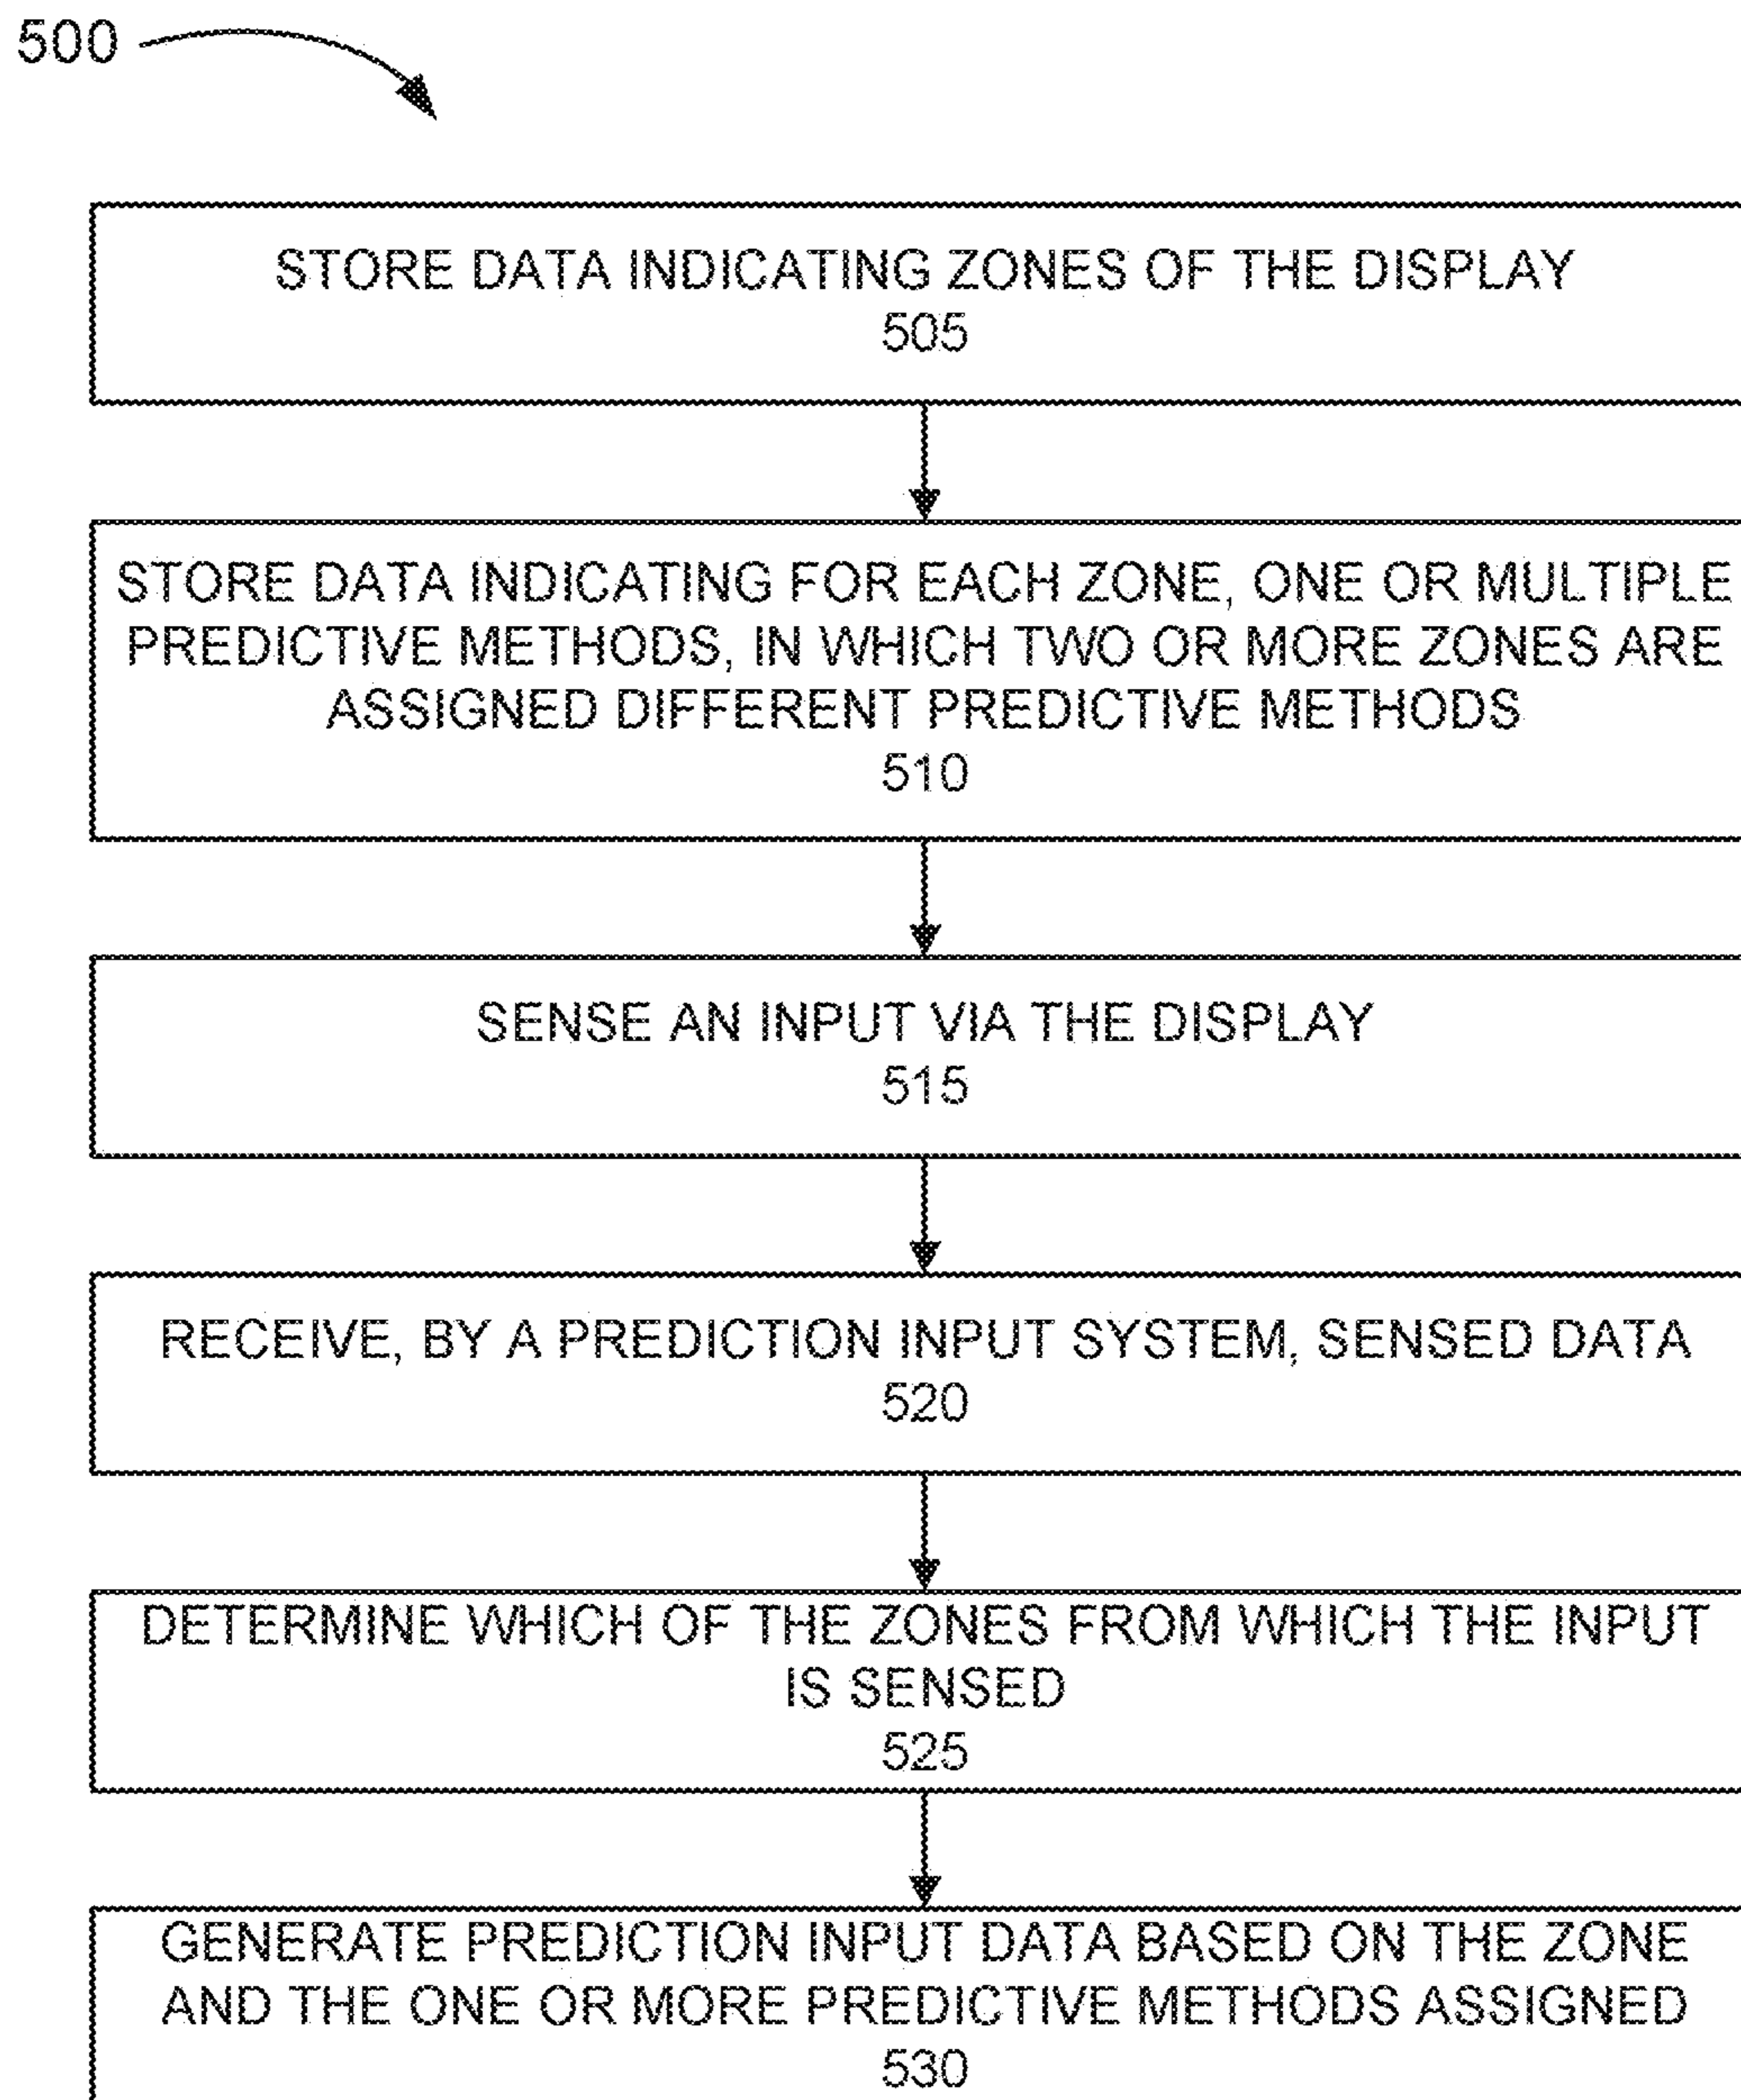 500
STORE DATA INDICATING ZONES OF THE DISPLAY
505
STORE DATA INDICATING FOR EACH ZONE, ONE OR MULTIPLE
PREDICTIVE METHODS, IN WHICH TWO OR MORE ZONES ARE
ASSIGNED DIFFERENT PREDICTIVE METHODS
510
SENSE AN INPUT VIA THE DISPLAY
515
RECEIVE, BY A PREDICTION INPUT SYSTEM, SENSED DATA
520
DETERMINE WHICH OF THE ZONES FROM WHICH THE INPUT
IS SENSED
525
GENERATE PREDICTION INPUT DATA BASED ON THE ZONE
AND THE ONE OR MORE PREDICTIVE METHODS ASSIGNED
530